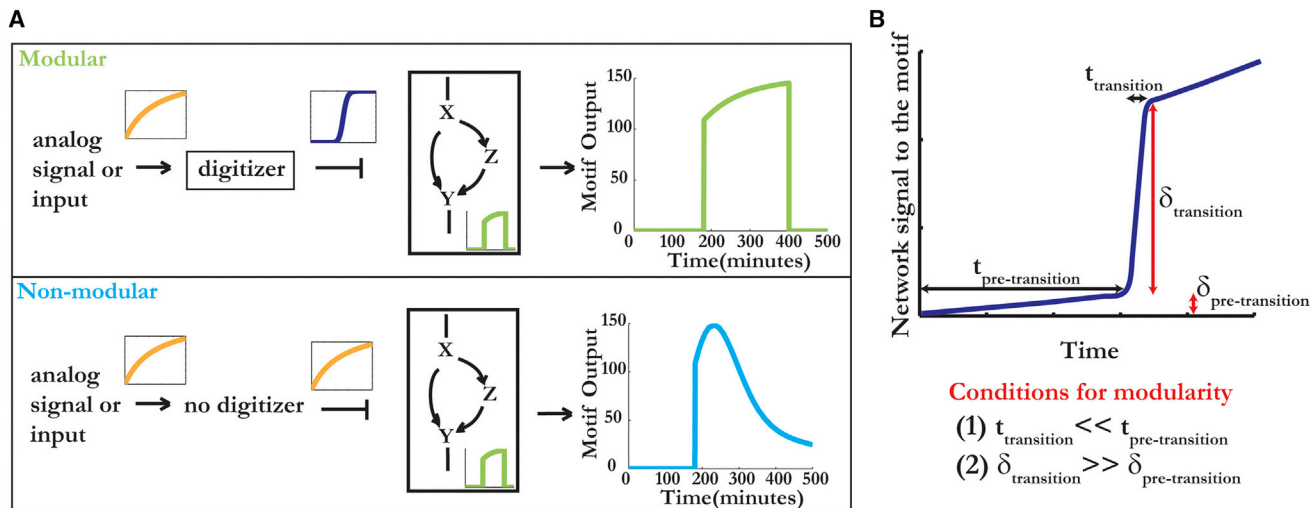 A
Modular
analog
signal or
input
digitizer
X
Z
Y
Motif Output
150
100
50
0
0 100 200 300 400 500
Time(minutes)
Non-modular
analog
signal or
input
no digitizer
X
Z
Y
Motif Output
150
100
50
0
0 100 200 300 400 500
Time(minutes)
B
Network signal to the motif
t transition
δ transition
t pre-transition
δ pre-transition
Time
Conditions for modularity
(1) t transition << t pre-transition
(2) δ transition >> δ pre-transition